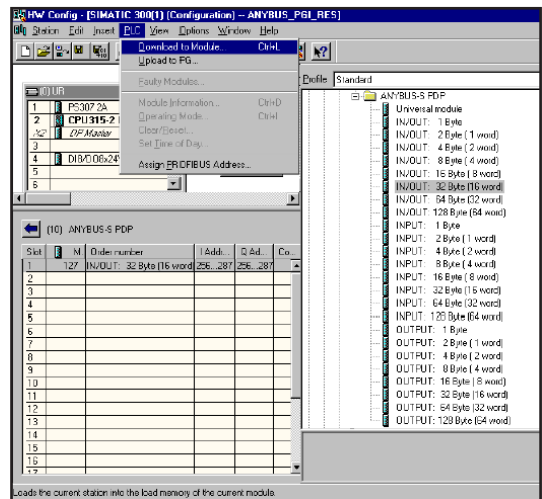 HW Config - [SIMATIC 300(1) (Configuration) -- ANYBUS_PGI_RES]
Station Edit Insert PLC View Options Window Help
Download to Module... Ctrl+L
Upload to PG...
Faulty Modules...
Module Information... Ctrl+D
Operating Mode... Ctrl+I
Clear/Reset...
Set Time of Day...
Assign PROFIBUS Address...
(0) UR
1 PS307 2A
2 CPU315-2
X2 DP Master
3
4 DI8/DO8x24
5
6
Profile Standard
ANYBUS-S PDP
Universal module
IN/OUT: 1 Byte
IN/OUT: 2 Byte ( 1 word)
IN/OUT: 4 Byte ( 2 word)
IN/OUT: 8 Byte ( 4 word)
IN/OUT: 16 Byte ( 8 word)
IN/OUT: 32 Byte (16 word)
IN/OUT: 64 Byte (32 word)
IN/OUT: 128 Byte (64 word)
INPUT: 1 Byte
INPUT: 2 Byte ( 1 word)
INPUT: 4 Byte ( 2 word)
INPUT: 8 Byte ( 4 word)
INPUT: 16 Byte ( 8 word)
INPUT: 32 Byte (16 word)
INPUT: 64 Byte (32 word)
INPUT: 128 Byte (64 word)
OUTPUT: 1 Byte
OUTPUT: 2 Byte ( 1 word)
OUTPUT: 4 Byte ( 2 word)
OUTPUT: 8 Byte ( 4 word)
OUTPUT: 16 Byte ( 8 word)
OUTPUT: 32 Byte (16 word)
OUTPUT: 64 Byte (32 word)
OUTPUT: 128 Byte (64 word)
(10) ANYBUS-S PDP
Slot M Order number I Add... Q Ad... Co...
1 127 IN/OUT: 32 Byte (16 word 256...287 256...287
2
3
4
5
6
7
8
9
10
11
12
13
14
15
16
17
Loads the current station into the load memory of the current module.